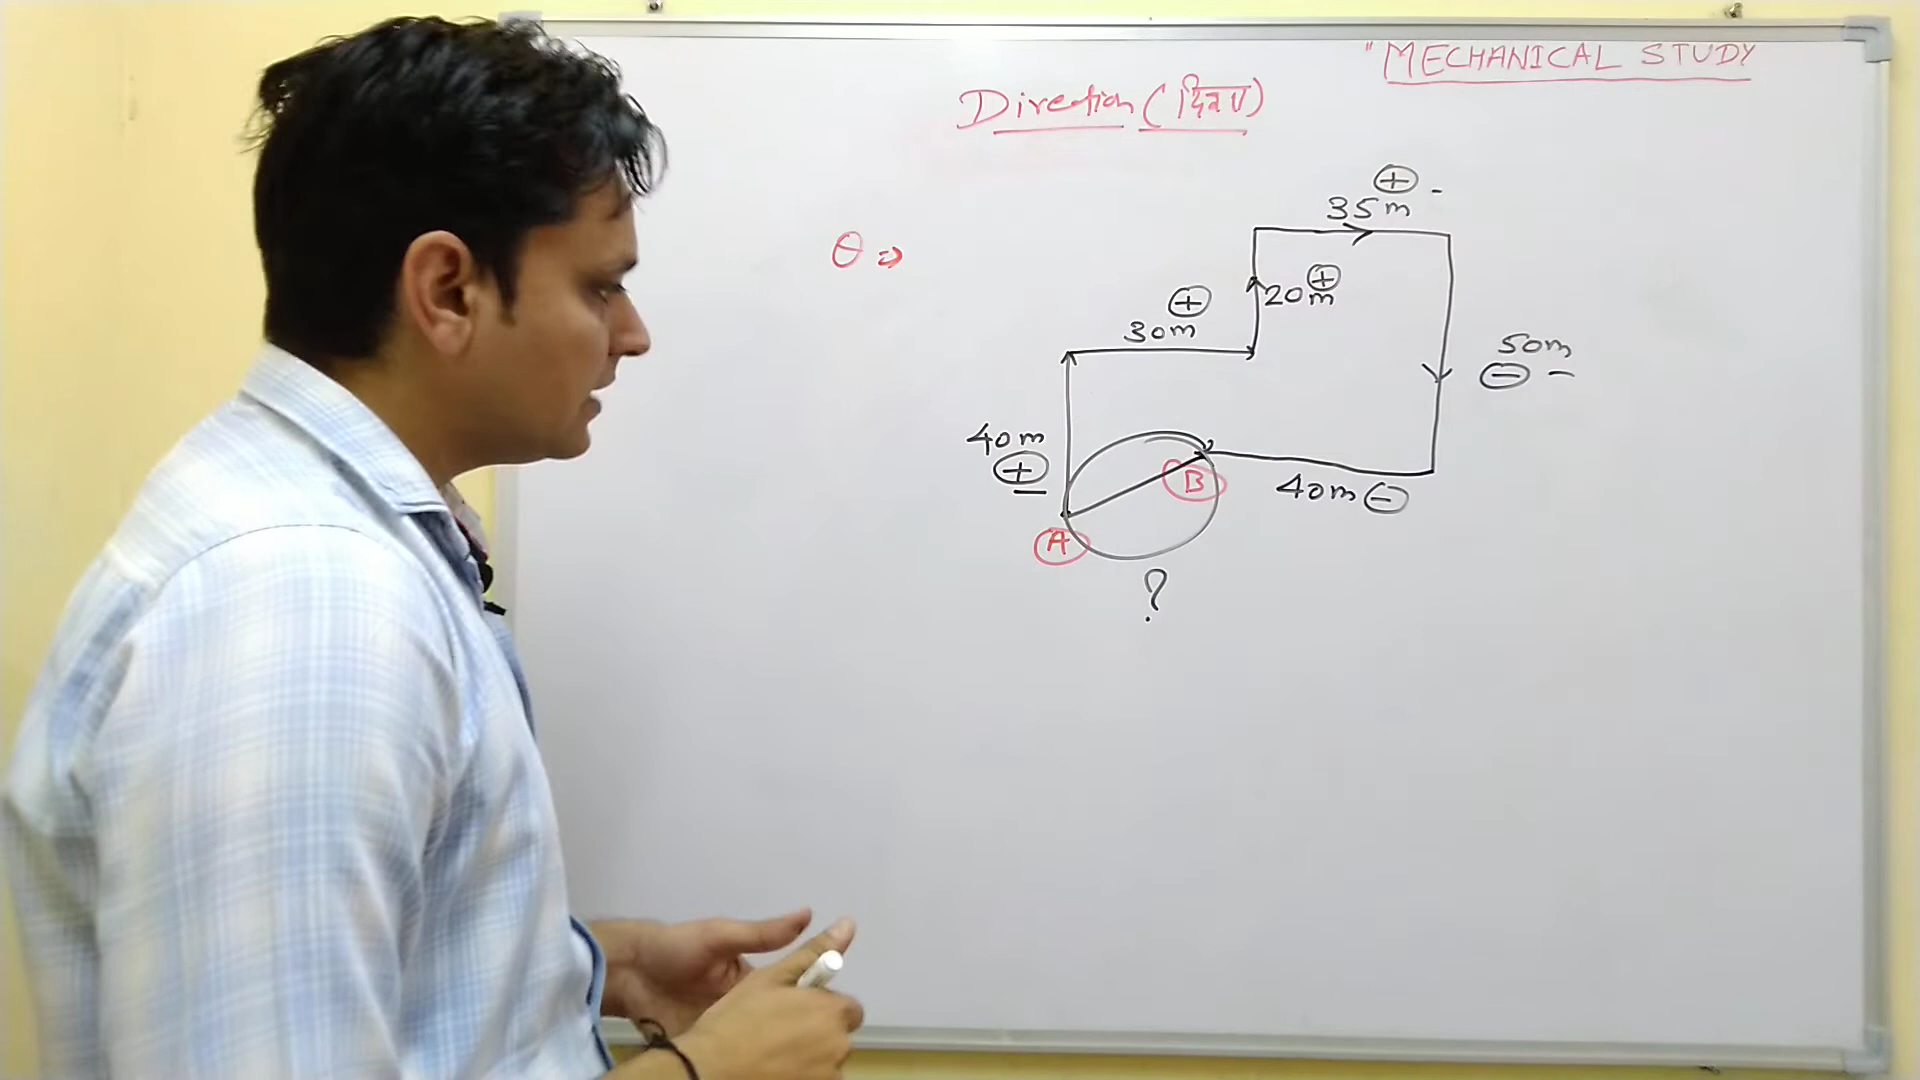 "MECHANICAL STUDY
Direction (दिशा)
⊕ -
35m
θ ⇒
⊕
20m
⊕
30m
50m
⊖ -
40m
⊕
B
40m ⊖
A
?